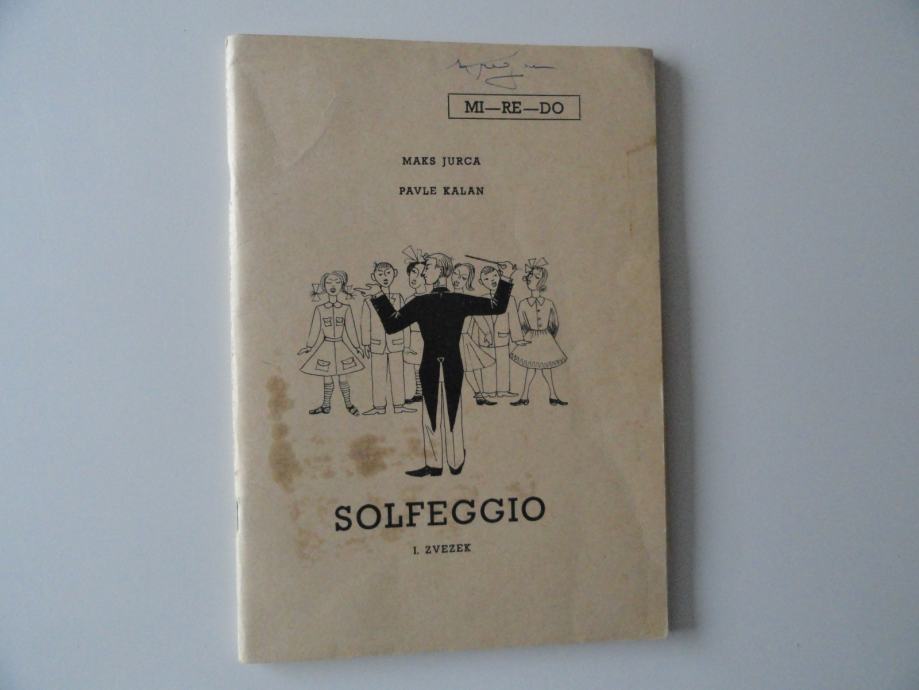 MI—RE—DO
MAKS JURCA
PAVLE KALAN
SOLFEGGIO
I. ZVEZEK